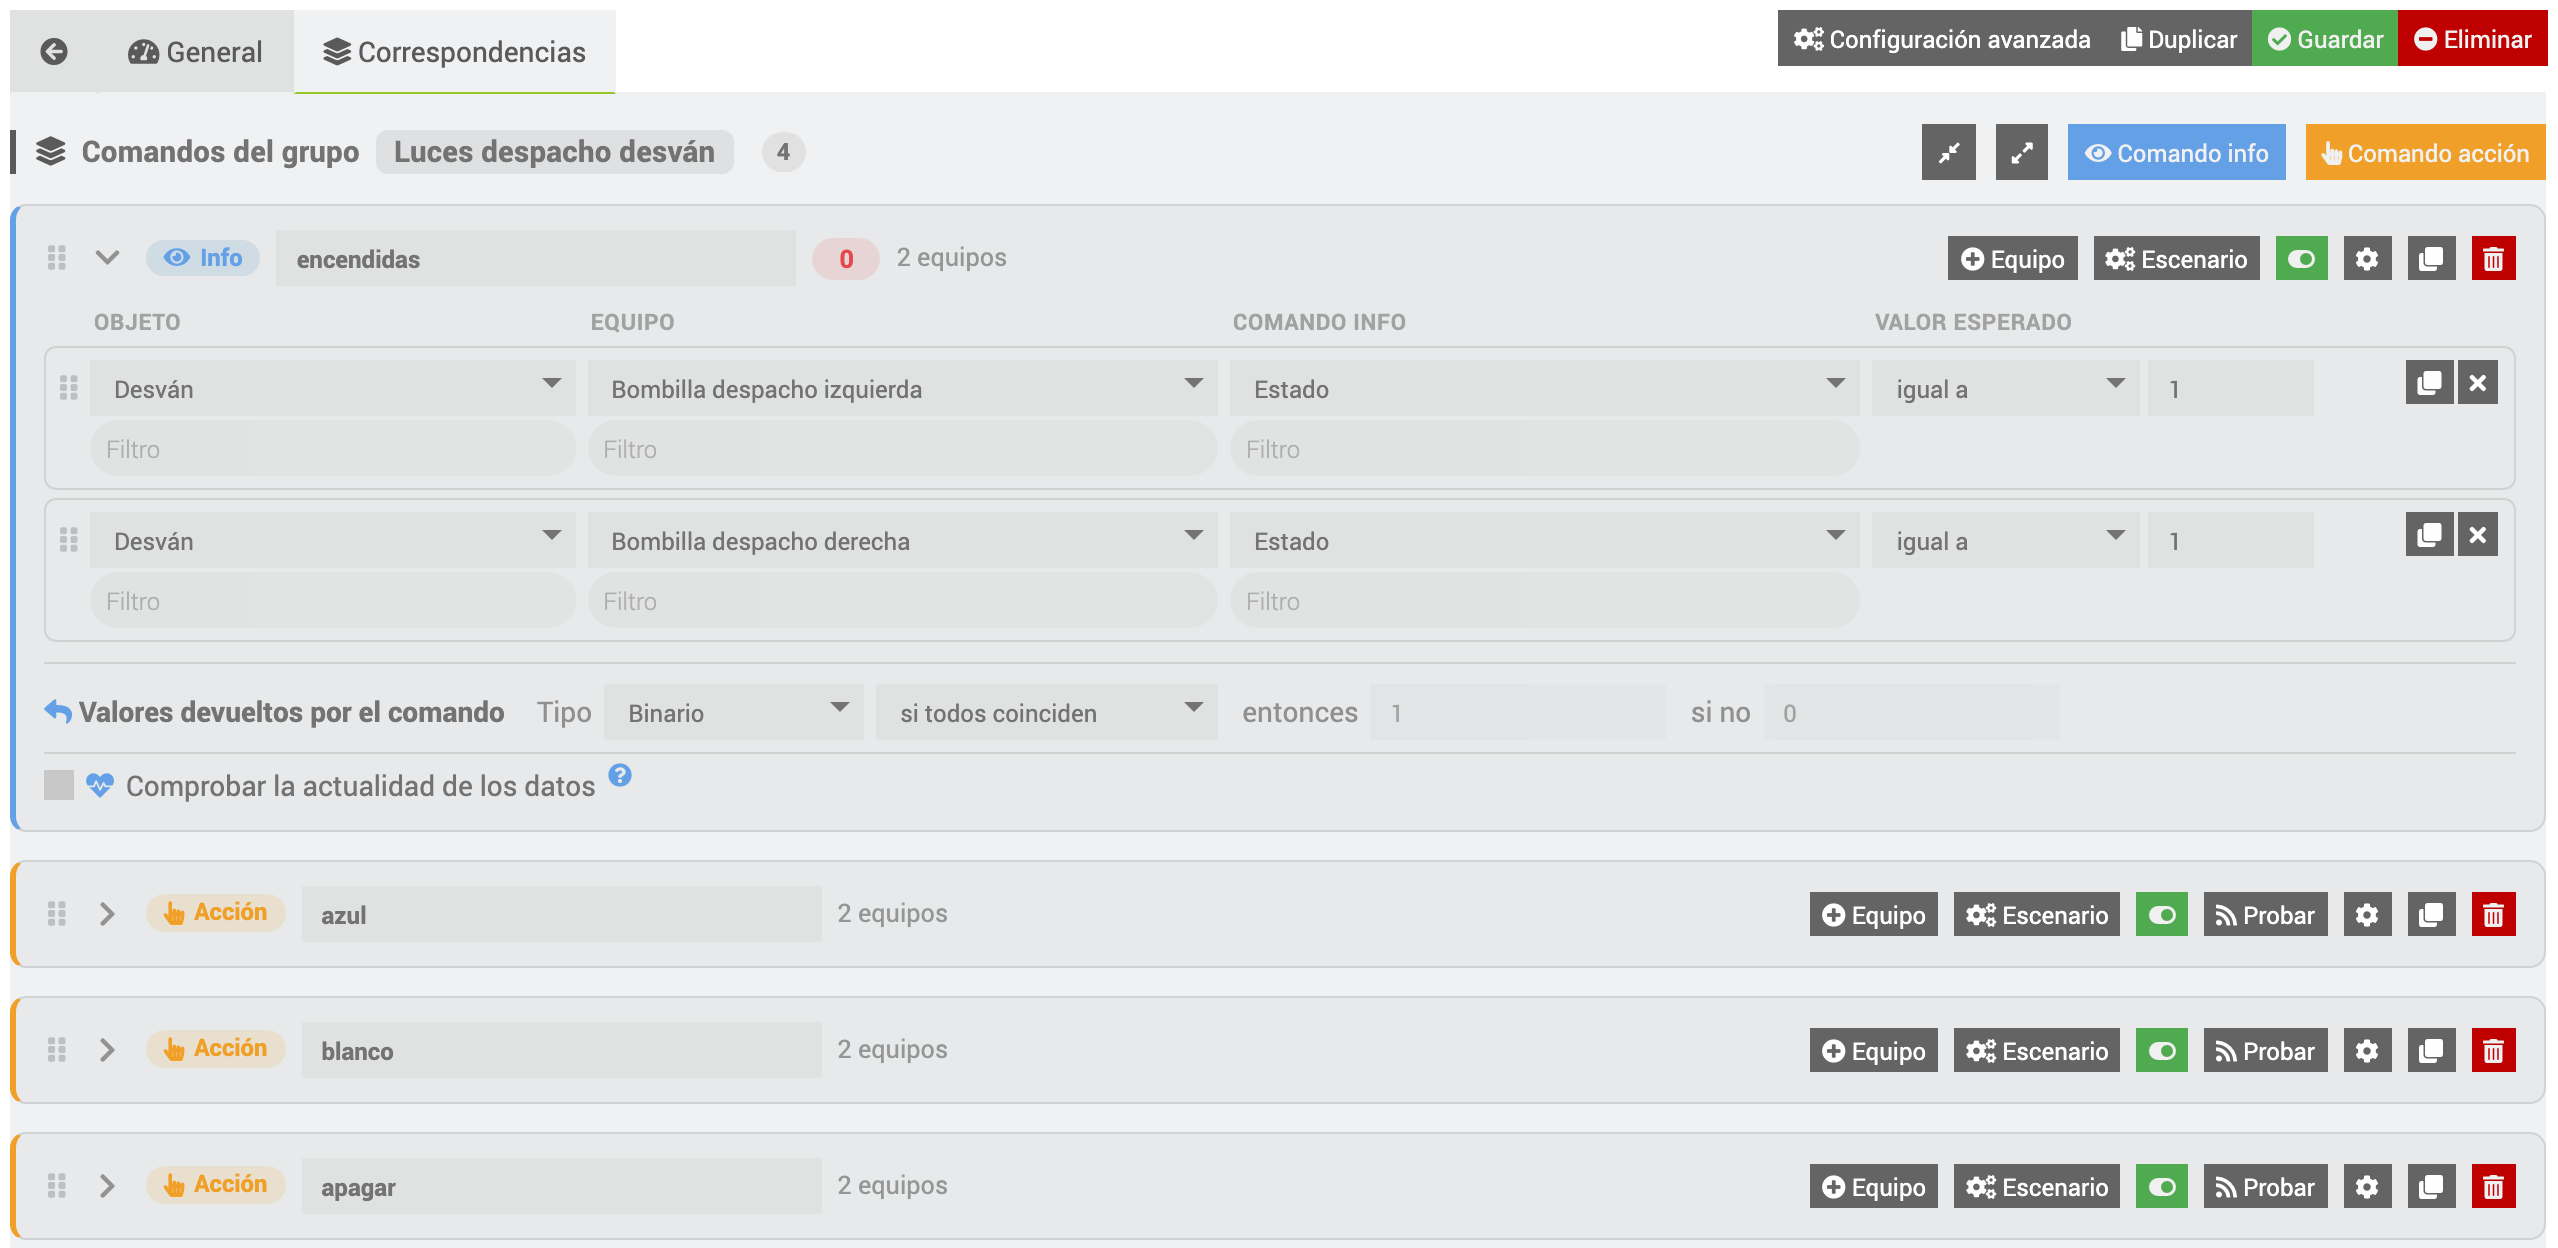 General Correspondencias Configuración avanzada Duplicar Guardar Eliminar
Comandos del grupo Luces despacho desván 4 Comando info Comando acción
Info encendidas 0 2 equipos Equipo Escenario
OBJETO EQUIPO COMANDO INFO VALOR ESPERADO
Desván Bombilla despacho izquierda Estado igual a 1
Filtro Filtro Filtro
Desván Bombilla despacho derecha Estado igual a 1
Filtro Filtro Filtro
Valores devueltos por el comando Tipo Binario si todos coinciden entonces 1 si no 0
Comprobar la actualidad de los datos ?
Acción azul 2 equipos Equipo Escenario Probar
Acción blanco 2 equipos Equipo Escenario Probar
Acción apagar 2 equipos Equipo Escenario Probar